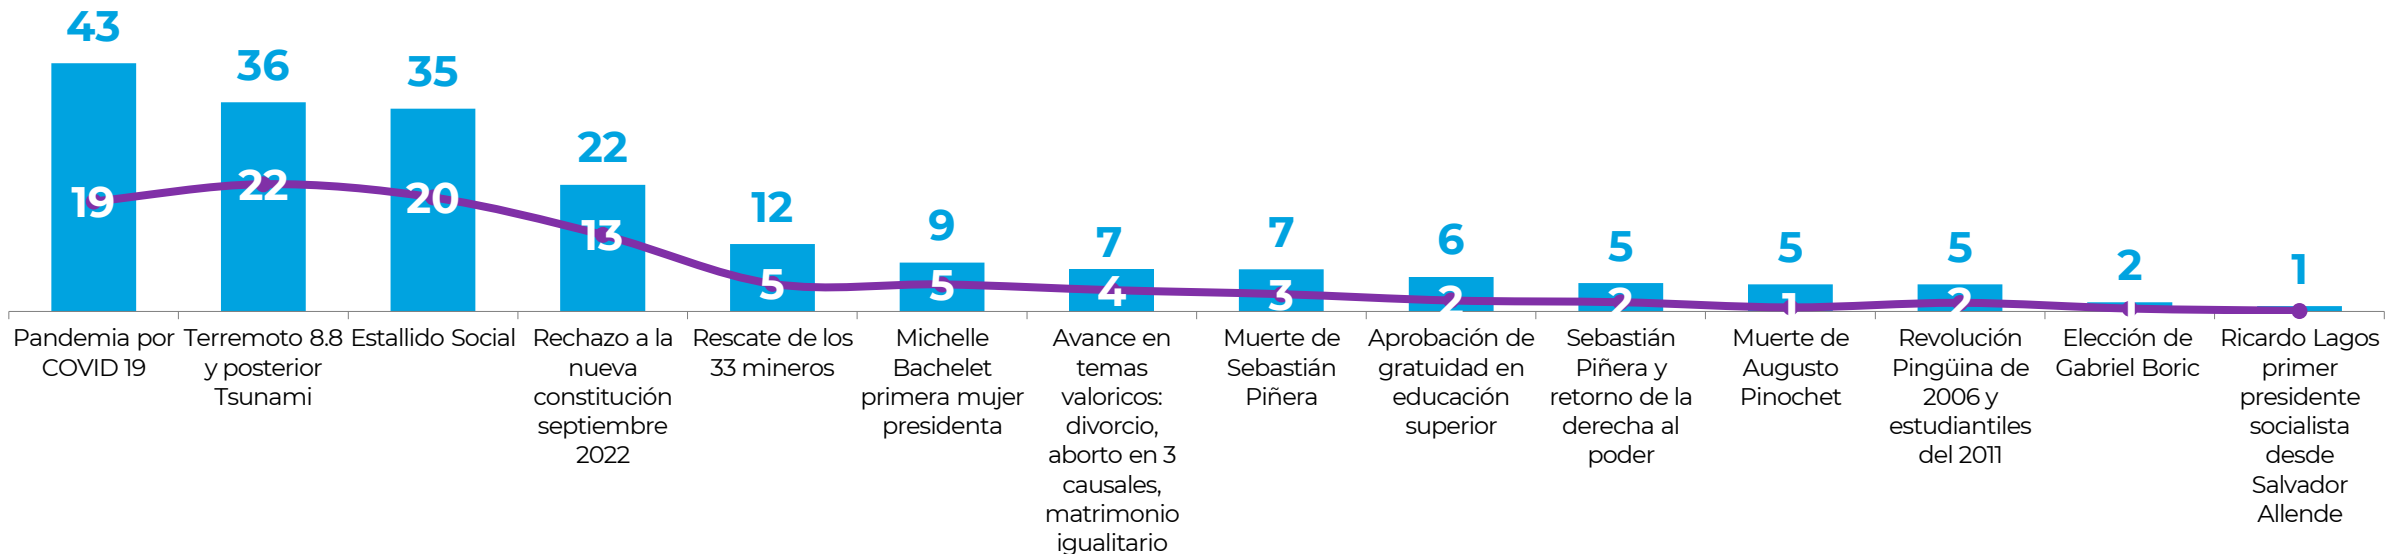 43
36
35
22
12
9
7
7
6
5
5
5
2
1
19
22
20
13
5
5
4
3
2
2
1
2
1
Pandemia por
COVID 19
Terremoto 8.8
y posterior
Tsunami
Estallido Social
Rechazo a la
nueva
constitución
septiembre
2022
Rescate de los
33 mineros
Michelle
Bachelet
primera mujer
presidenta
Avance en
temas
valoricos:
divorcio,
aborto en 3
causales,
matrimonio
igualitario
Muerte de
Sebastián
Piñera
Aprobación de
gratuidad en
educación
superior
Sebastián
Piñera y
retorno de la
derecha al
poder
Muerte de
Augusto
Pinochet
Revolución
Pingüina de
2006 y
estudiantiles
del 2011
Elección de
Gabriel Boric
Ricardo Lagos
primer
presidente
socialista
desde
Salvador
Allende